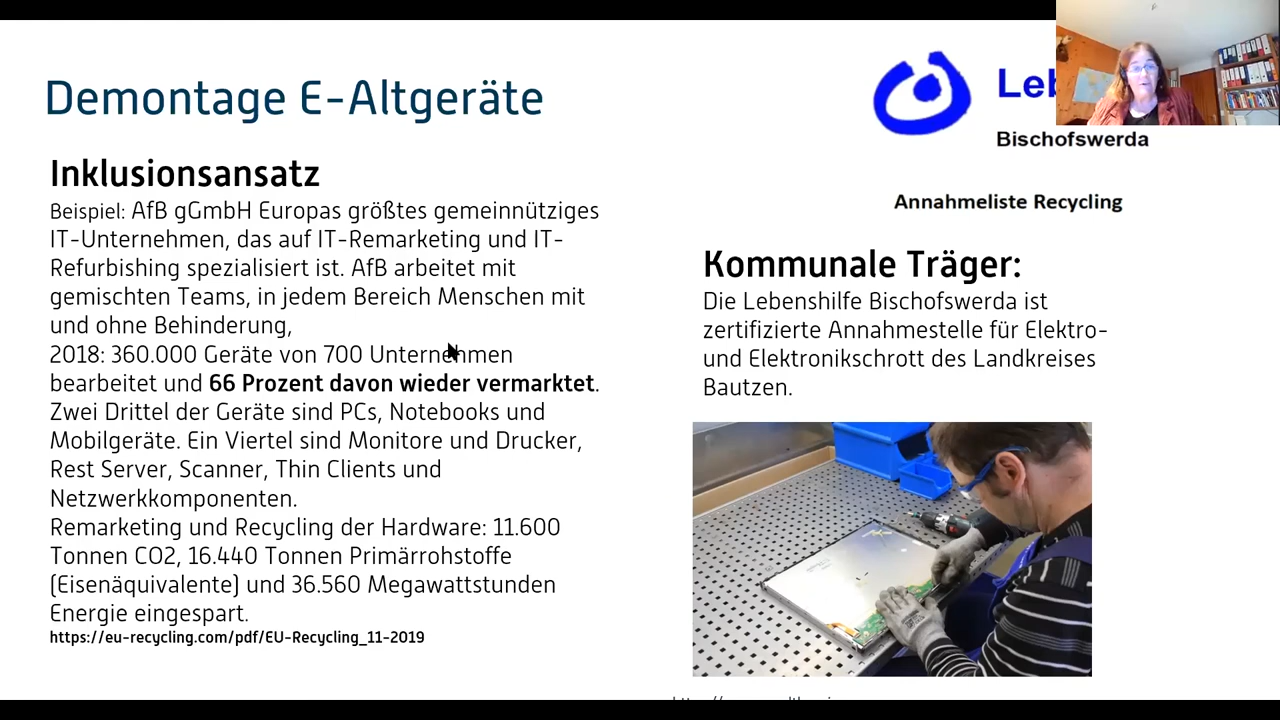 Demontage E-Altgeräte
Inklusionsansatz
Beispiel: AfB gGmbH Europas größtes gemeinnütziges
IT-Unternehmen, das auf IT-Remarketing und IT-
Refurbishing spezialisiert ist. AfB arbeitet mit
gemischten Teams, in jedem Bereich Menschen mit
und ohne Behinderung,
2018: 360.000 Geräte von 700 Unternehmen
bearbeitet und 66 Prozent davon wieder vermarktet.
Zwei Drittel der Geräte sind PCs, Notebooks und
Mobilgeräte. Ein Viertel sind Monitore und Drucker,
Rest Server, Scanner, Thin Clients und
Netzwerkkomponenten.
Remarketing und Recycling der Hardware: 11.600
Tonnen CO2, 16.440 Tonnen Primärrohstoffe
(Eisenäquivalente) und 36.560 Megawattstunden
Energie eingespart.
https://eu-recycling.com/pdf/EU-Recycling_11-2019
Bischofswerda
Annahmeliste Recycling
Kommunale Träger:
Die Lebenshilfe Bischofswerda ist
zertifizierte Annahmestelle für Elektro-
und Elektronikschrott des Landkreises
Bautzen.